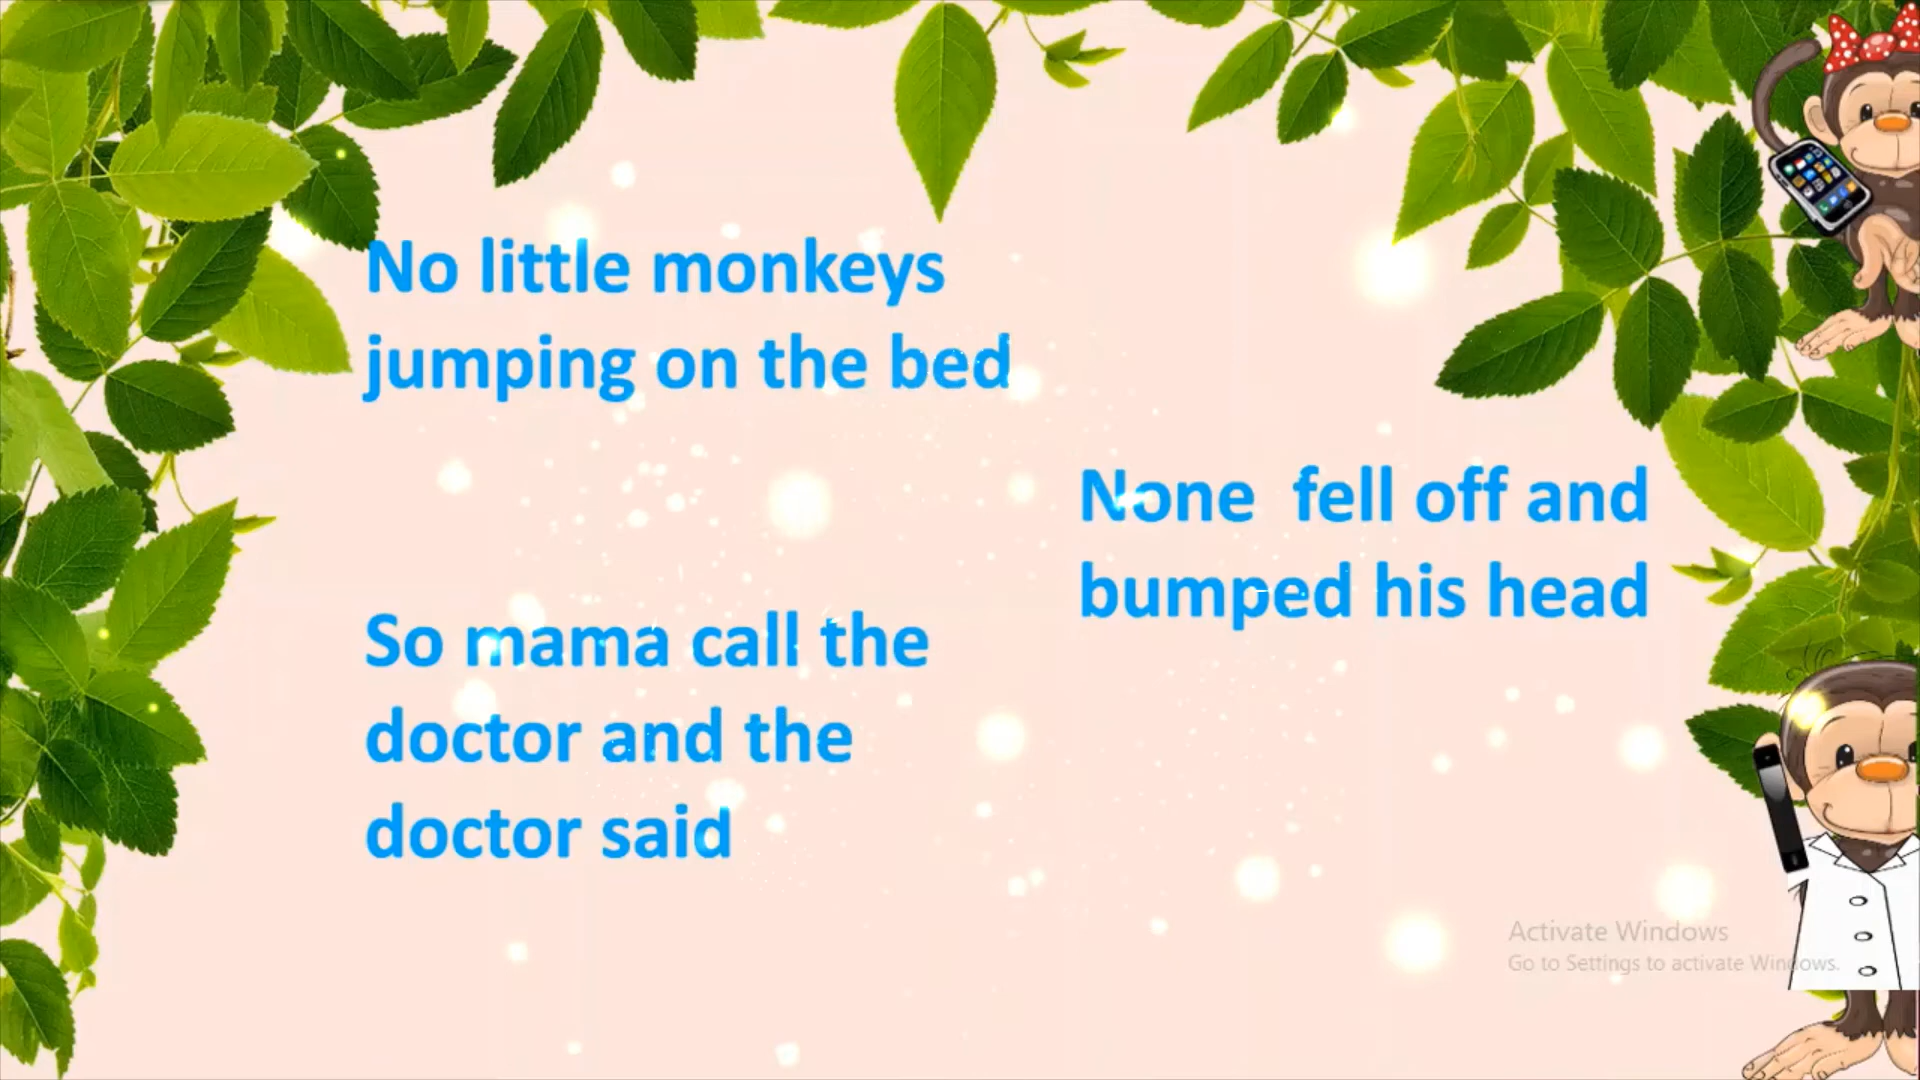 No little monkeys
jumping on the bed
None fell off and
bumped his head
So mama call the
doctor and the
doctor said
Activate Windows
Go to Settings to activate Windows.